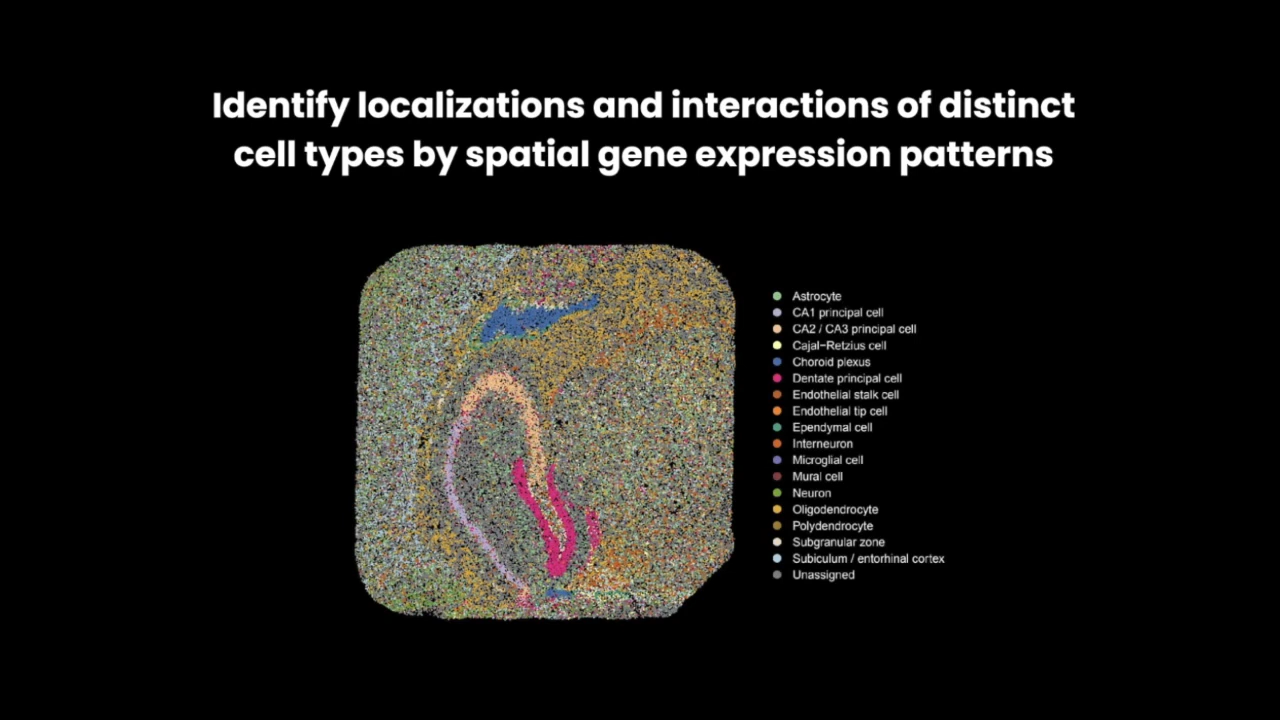 Identify localizations and interactions of distinct
cell types by spatial gene expression patterns
Astrocyte
CA1 principal cell
CA2 / CA3 principal cell
Cajal−Retzius cell
Choroid plexus
Dentate principal cell
Endothelial stalk cell
Endothelial tip cell
Ependymal cell
Interneuron
Microglial cell
Mural cell
Neuron
Oligodendrocyte
Polydendrocyte
Subgranular zone
Subiculum / entorhinal cortex
Unassigned